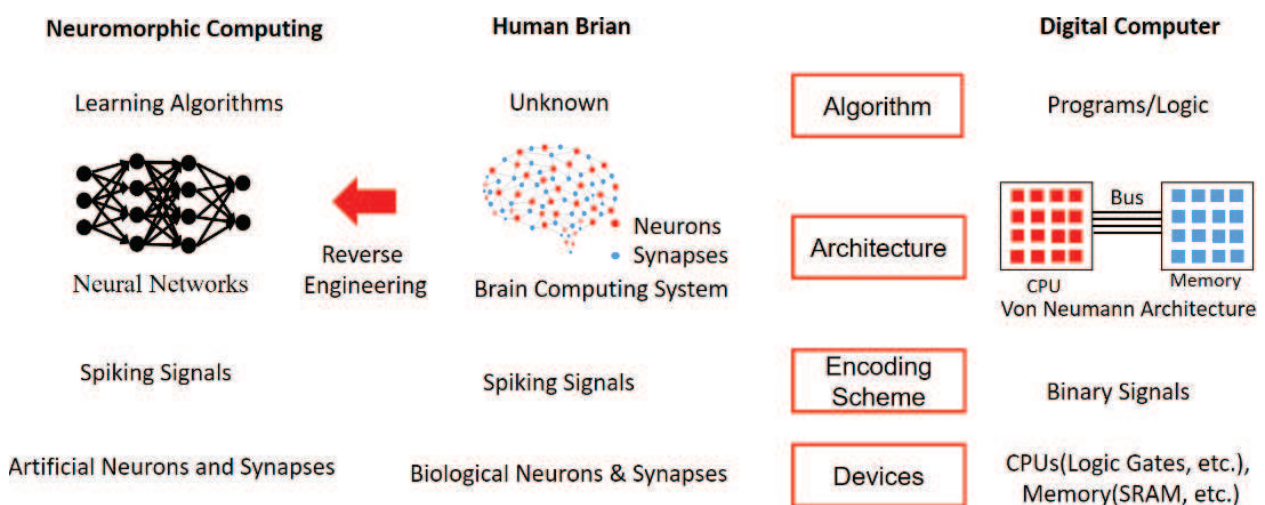 Neuromorphic Computing
Human Brian
Digital Computer
Learning Algorithms
Unknown
Algorithm
Programs/Logic
Neural Networks
Reverse
Engineering
Neurons
Synapses
Brain Computing System
Architecture
Bus
CPU
Memory
Von Neumann Architecture
Spiking Signals
Spiking Signals
Encoding
Scheme
Binary Signals
Artificial Neurons and Synapses
Biological Neurons & Synapses
Devices
CPUs(Logic Gates, etc.),
Memory(SRAM, etc.)